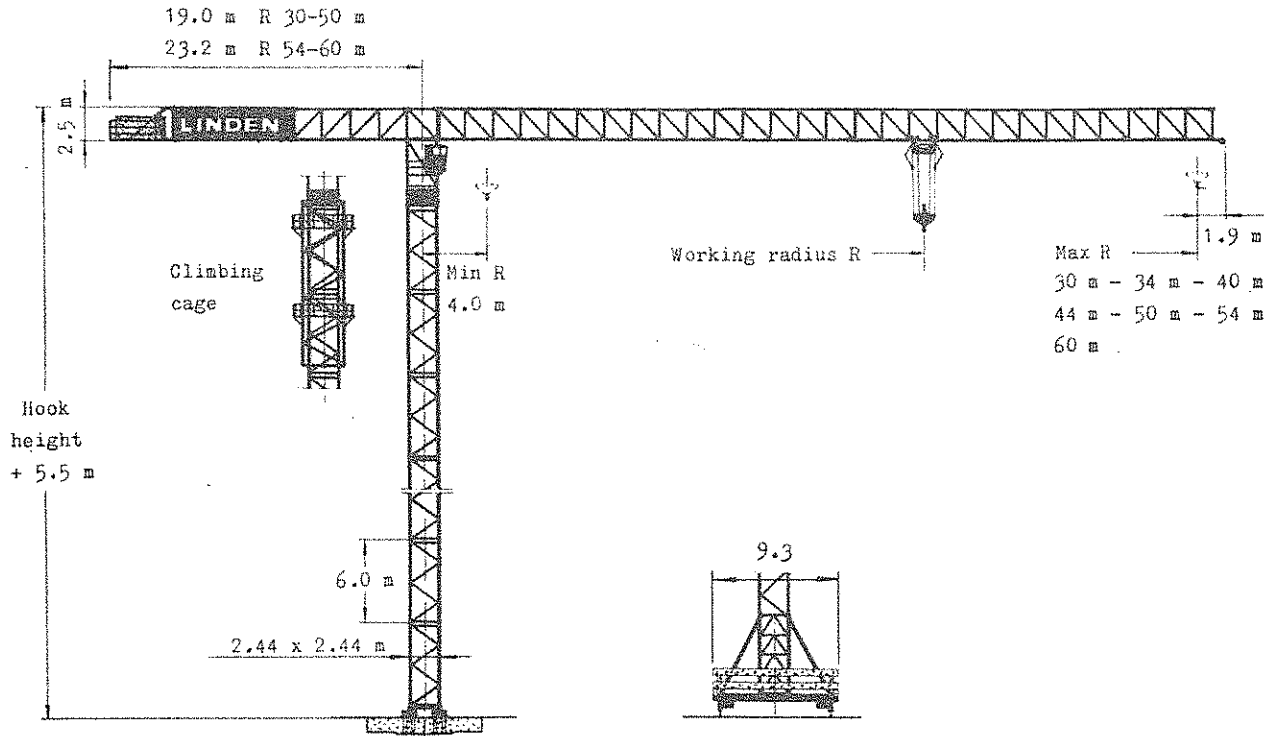 19.0 m R 30-50 m
23.2 m R 54-60 m
2.5 m
1 LINDEN
Climbing
cage
Min R
4.0 m
Working radius R
1.9 m
Max R
30 m - 34 m - 40 m
44 m - 50 m - 54 m
60 m
Hook
height
+ 5.5 m
6.0 m
2.44 x 2.44 m
9.3